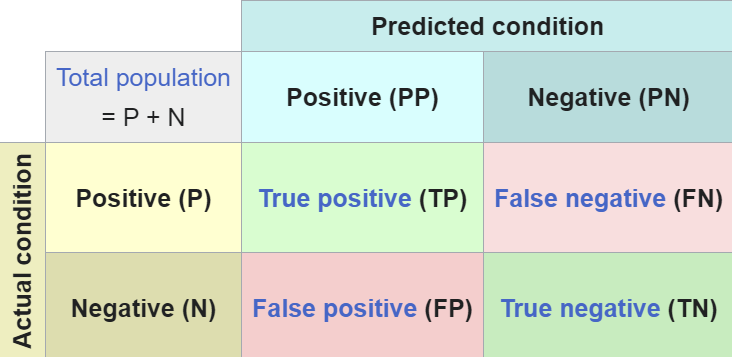 Predicted condition
Total population
= P + N
Positive (PP)
Negative (PN)
Actual condition
Positive (P)
True positive (TP)
False negative (FN)
Negative (N)
False positive (FP)
True negative (TN)